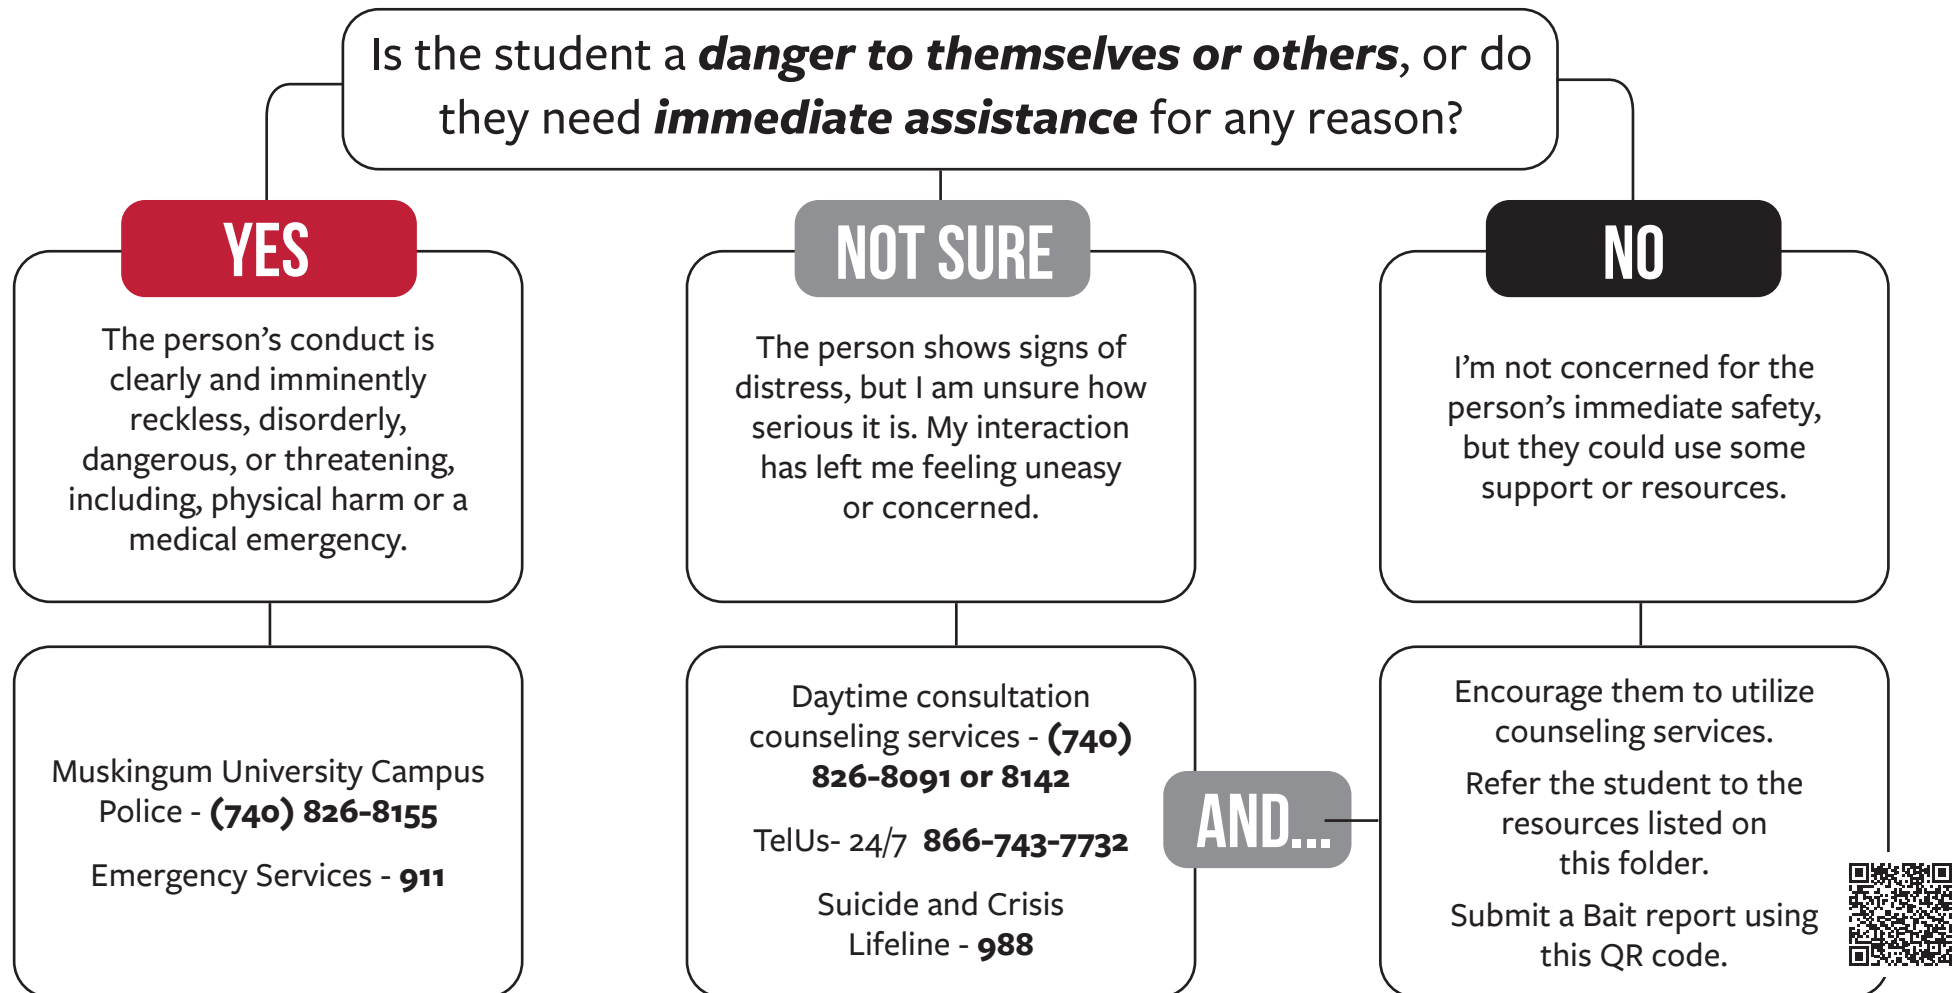 Is the student a danger to themselves or others, or do
they need immediate assistance for any reason?
YES
The person’s conduct is
clearly and imminently
reckless, disorderly,
dangerous, or threatening,
including, physical harm or a
medical emergency.
Muskingum University Campus
Police - (740) 826-8155
Emergency Services - 911
NOT SURE
The person shows signs of
distress, but I am unsure how
serious it is. My interaction
has left me feeling uneasy
or concerned.
Daytime consultation
counseling services - (740)
826-8091 or 8142
TelUs- 24/7 866-743-7732
Suicide and Crisis
Lifeline - 988
AND...
NO
I’m not concerned for the
person’s immediate safety,
but they could use some
support or resources.
Encourage them to utilize
counseling services.
Refer the student to the
resources listed on
this folder.
Submit a Bait report using
this QR code.